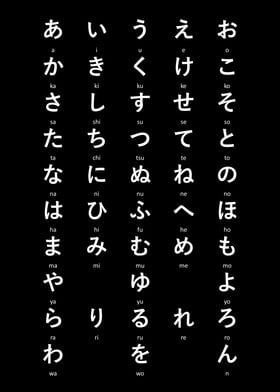 あ い う え お
a i u e o
か き く け こ
ka ki ku ke ko
さ し す せ そ
sa shi su se so
た ち つ て と
ta chi tsu te to
な に ぬ ね の
na ni nu ne no
は ひ ふ へ ほ
ha hi fu he ho
ま み む め も
ma mi mu me mo
や ゆ よ
ya yu yo
ら り る れ ろ
ra ri ru re ro
わ を ん
wa wo n